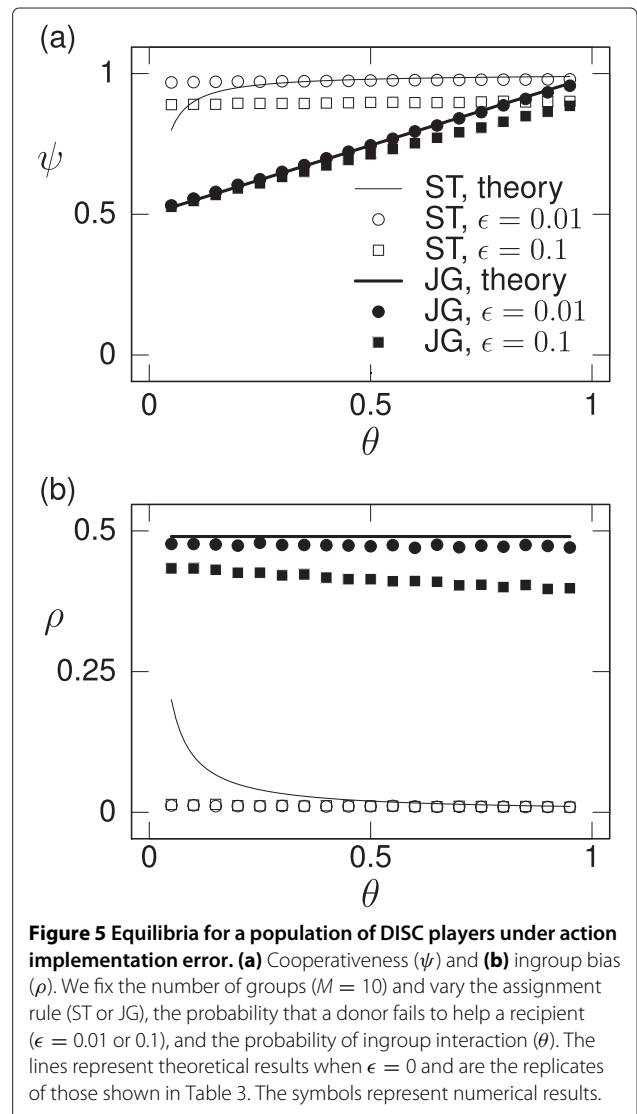 (a)
1
ψ
0.5
0
ST, theory
ST, ϵ = 0.01
ST, ϵ = 0.1
JG, theory
JG, ϵ = 0.01
JG, ϵ = 0.1
0 0.5 1
θ
(b)
0.5
ρ
0.25
0
0 0.5 1
θ
Figure 5 Equilibria for a population of DISC players under action
implementation error. (a) Cooperativeness (ψ) and (b) ingroup bias
(ρ). We fix the number of groups (M = 10) and vary the assignment
rule (ST or JG), the probability that a donor fails to help a recipient
(ϵ = 0.01 or 0.1), and the probability of ingroup interaction (θ). The
lines represent theoretical results when ϵ = 0 and are the replicates
of those shown in Table 3. The symbols represent numerical results.